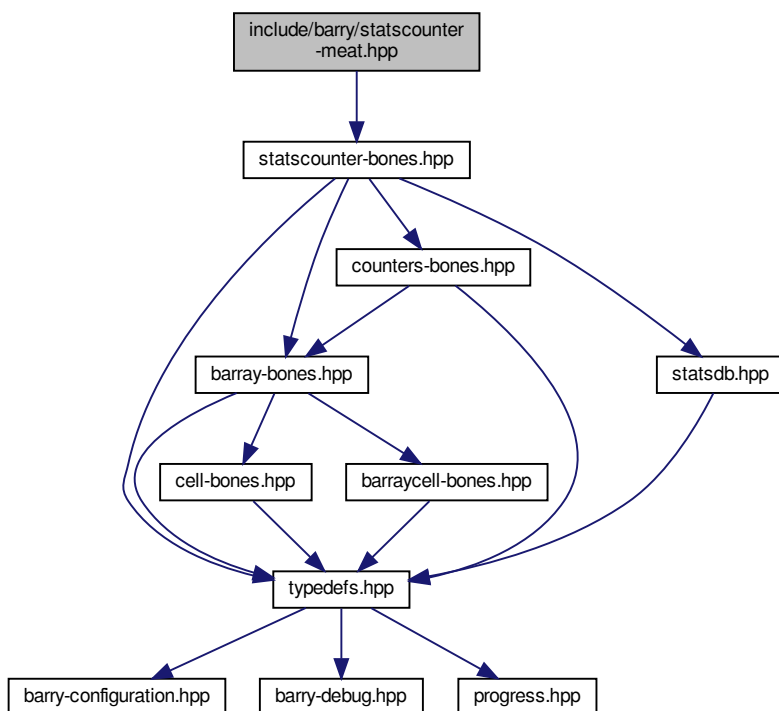 include/barry/statscounter
-meat.hpp
statscounter-bones.hpp
counters-bones.hpp
barray-bones.hpp
statsdb.hpp
cell-bones.hpp
barraycell-bones.hpp
typedefs.hpp
barry-configuration.hpp
barry-debug.hpp
progress.hpp